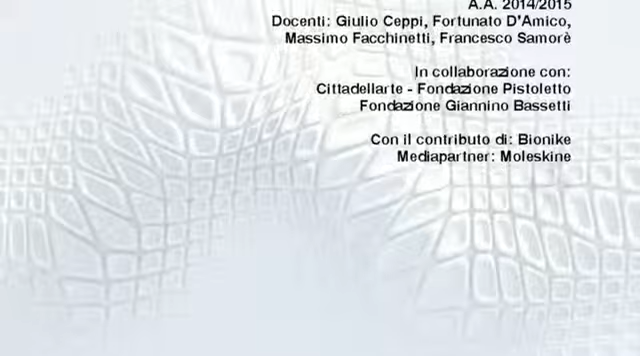 A.A. 2014/2015
Docenti: Giulio Ceppi, Fortunato D'Amico,
Massimo Facchinetti, Francesco Samorè
In collaborazione con:
Cittadellarte - Fondazione Pistoletto
Fondazione Giannino Bassetti
Con il contributo di: Bionike
Mediapartner: Moleskine